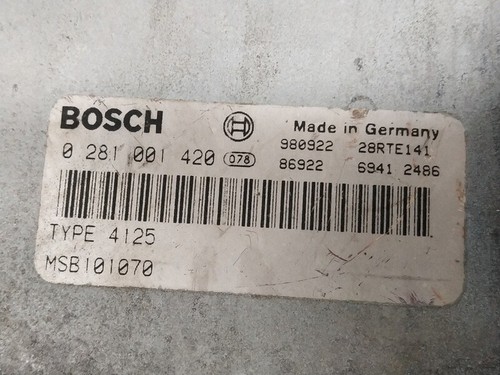 BOSCH Made in Germany
0 281 001 420 078 980922 28RTE141
86922 6941 2486
TYPE 4125
MSB101070